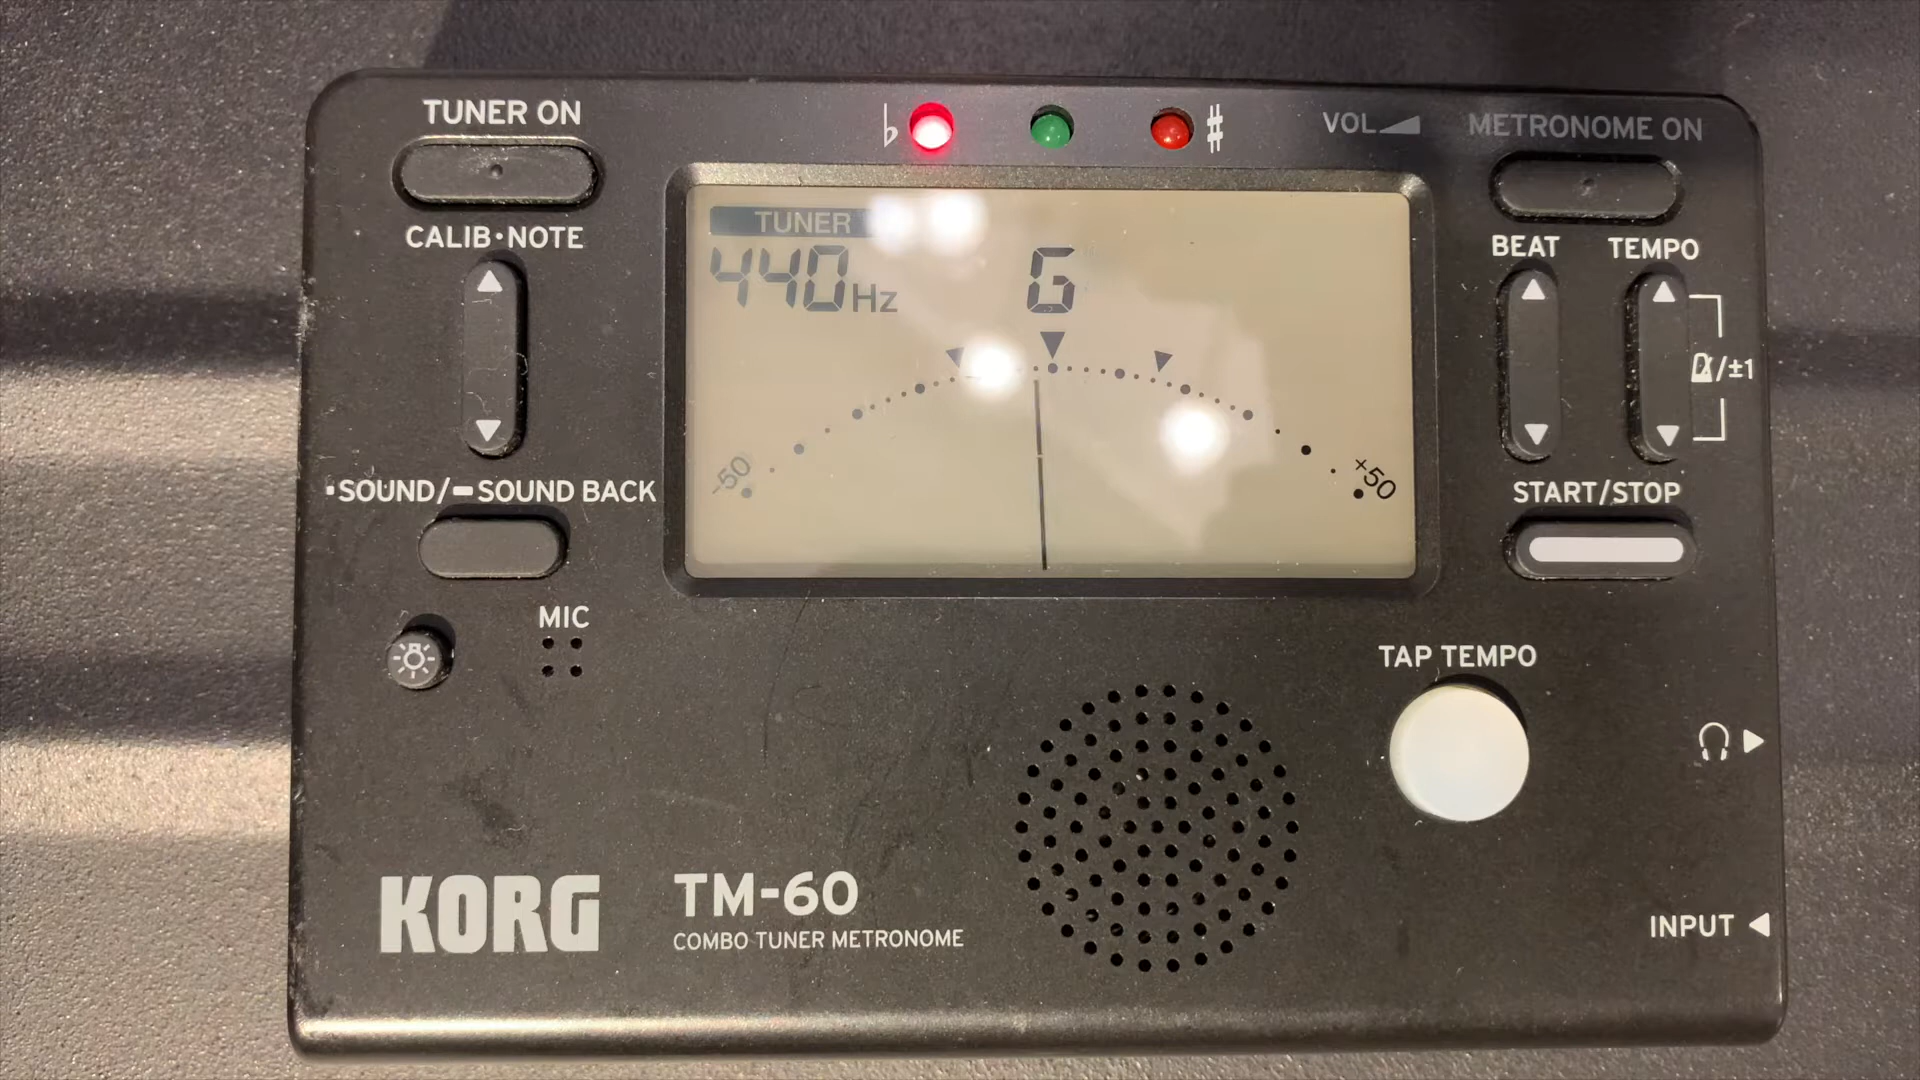 TUNER ON
♭
♯
VOL
METRONOME ON
TUNER
440Hz
G
CALIB·NOTE
BEAT
TEMPO
/±1
-50
+50
▪SOUND/▬SOUND BACK
START/STOP
MIC
TAP TEMPO
KORG
TM-60
COMBO TUNER METRONOME
INPUT